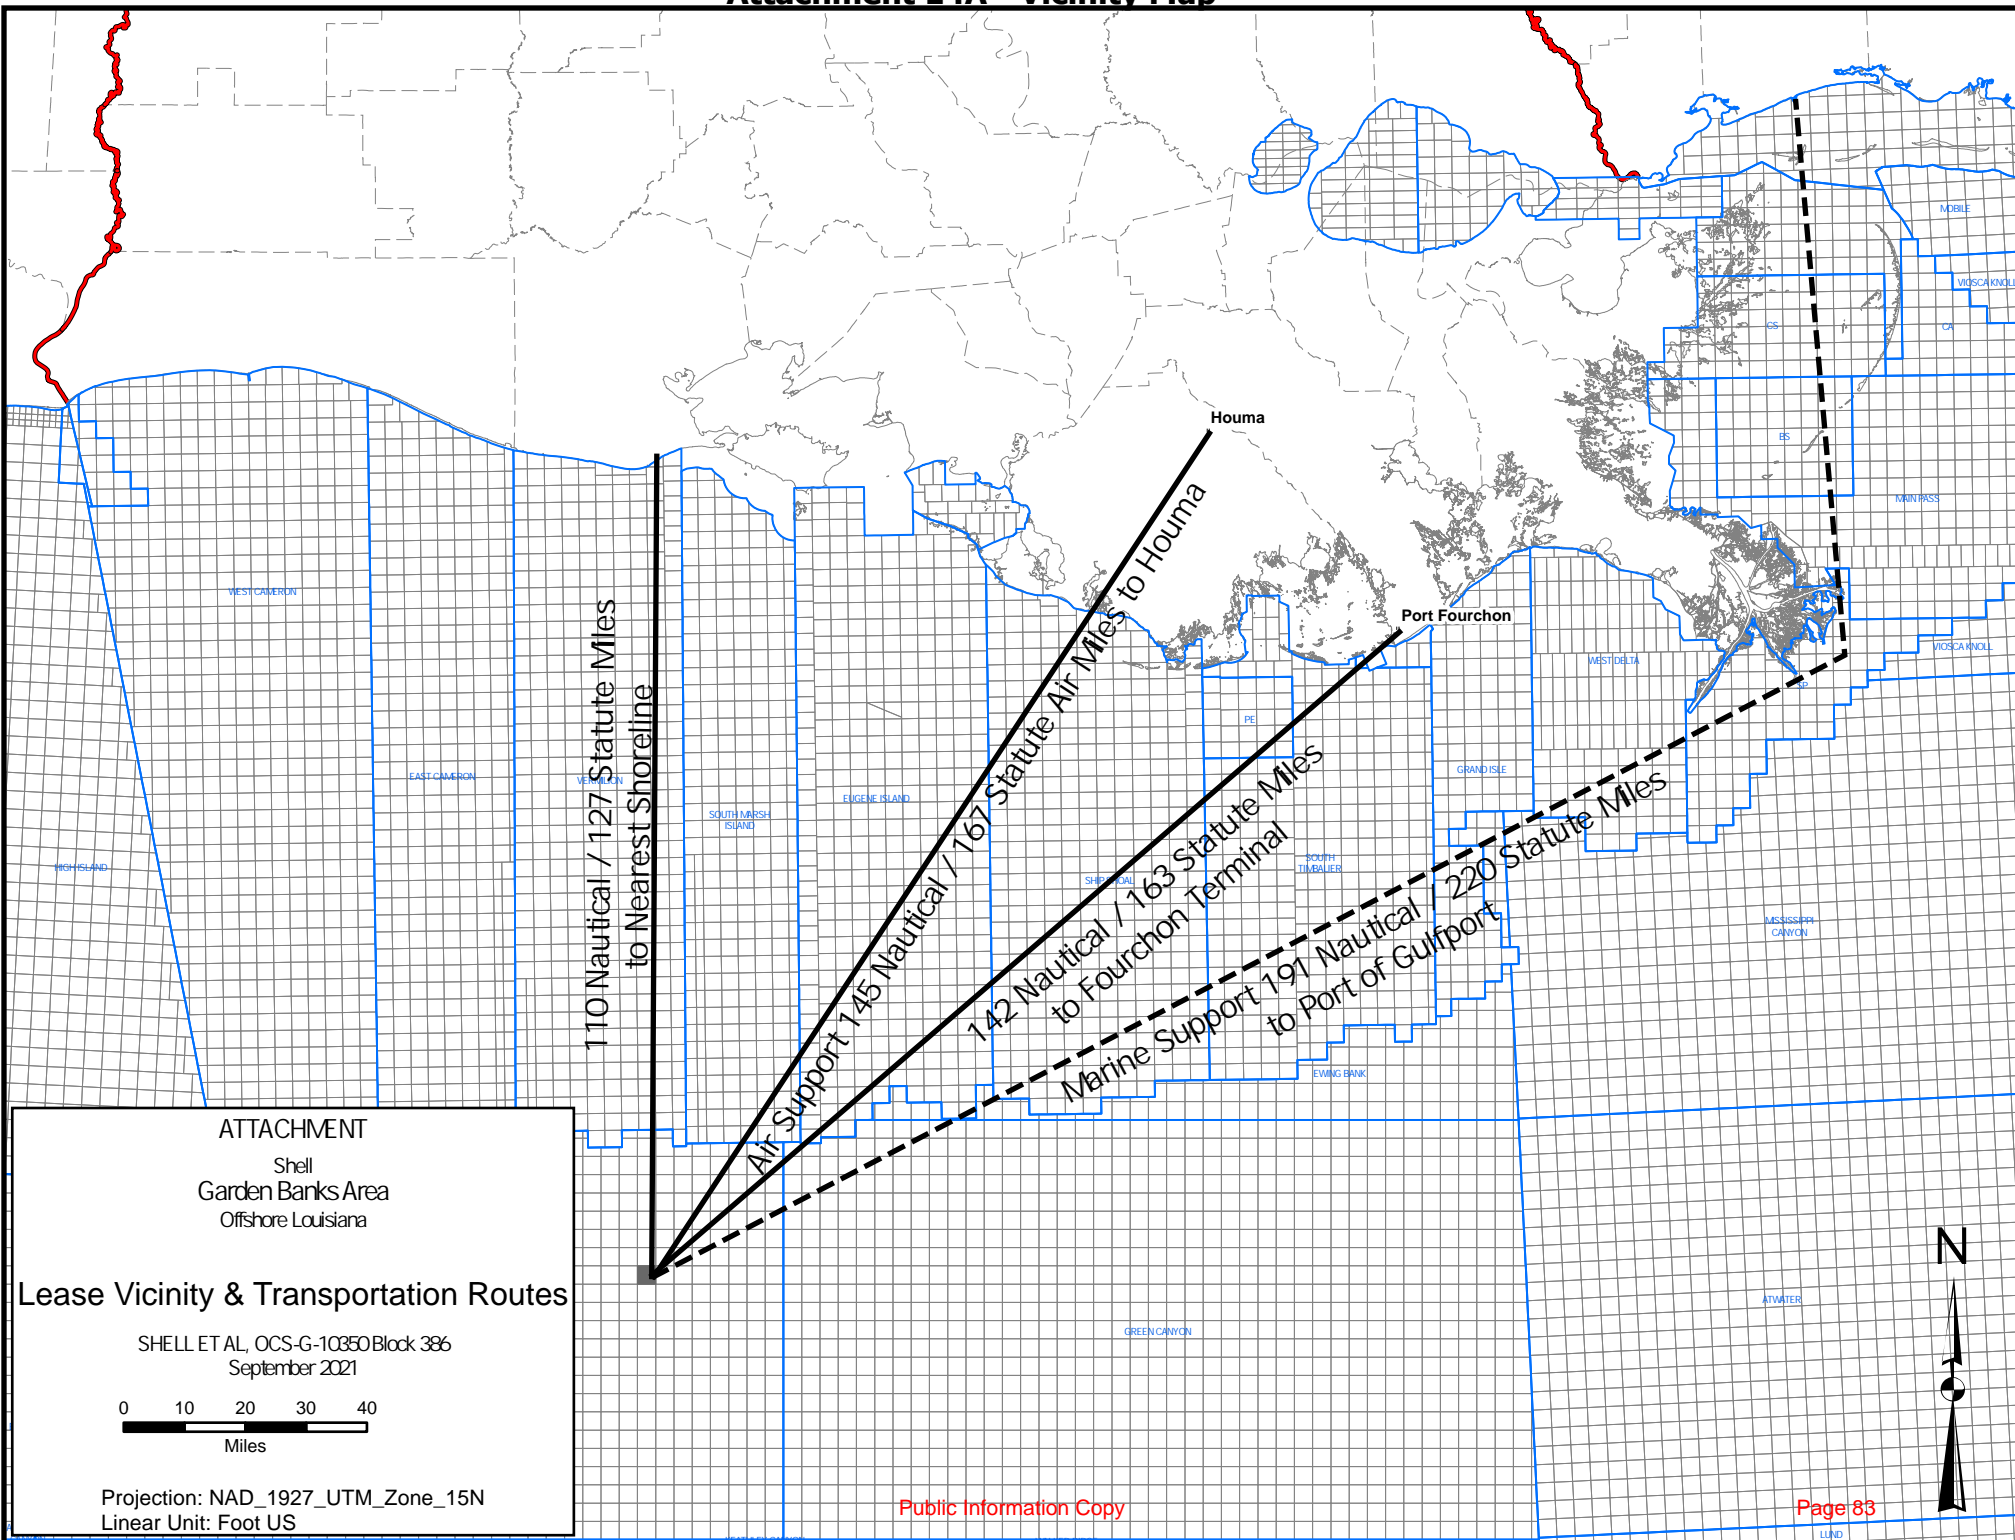 Attachment 14A - Vicinity Map
MOBILE
VIOSCA KNOLL
CS
CA
Houma
BS
MAIN PASS
WEST CAMERON
Port Fourchon
WEST DELTA
VIOSCA KNOLL
SP
PE
GRAND ISLE
EAST CAMERON
VERMILION
EUGENE ISLAND
SOUTH MARSH
ISLAND
HIGH ISLAND
SHIP SHOAL
SOUTH
TIMBALIER
MISSISSIPPI
CANYON
110 Nautical / 127 Statute Miles
to Nearest Shoreline
Air Support 145 Nautical / 167 Statute Air Miles to Houma
142 Nautical / 163 Statute Miles
to Fourchon Terminal
Marine Support 191 Nautical / 220 Statute Miles
to Port of Gulfport
EWING BANK
ATTACHMENT
Shell
Garden Banks Area
Offshore Louisiana
Lease Vicinity & Transportation Routes
SHELL ET AL, OCS-G-10350 Block 386
September 2021
0 10 20 30 40
Miles
Projection: NAD_1927_UTM_Zone_15N
Linear Unit: Foot US
N
ATWATER
GREEN CANYON
Public Information Copy
Page 83
LUND